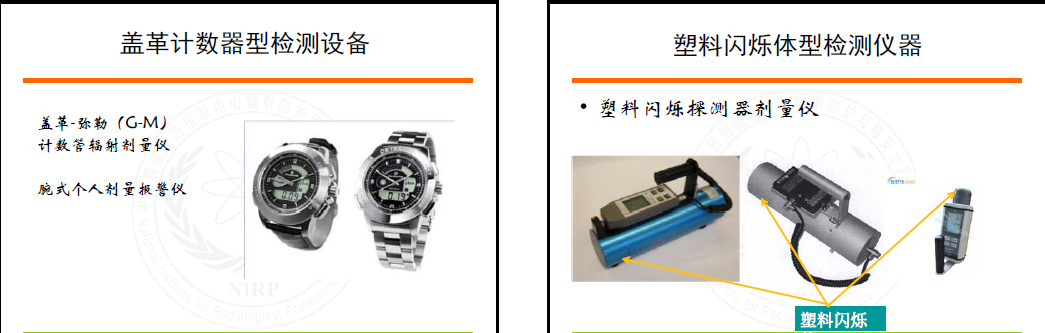 盖革计数器型检测设备
盖革-弥勒（G-M）
计数管辐射剂量仪
腕式个人剂量报警仪
NIRP
塑料闪烁体型检测仪器
• 塑料闪烁探测器剂量仪
塑料闪烁